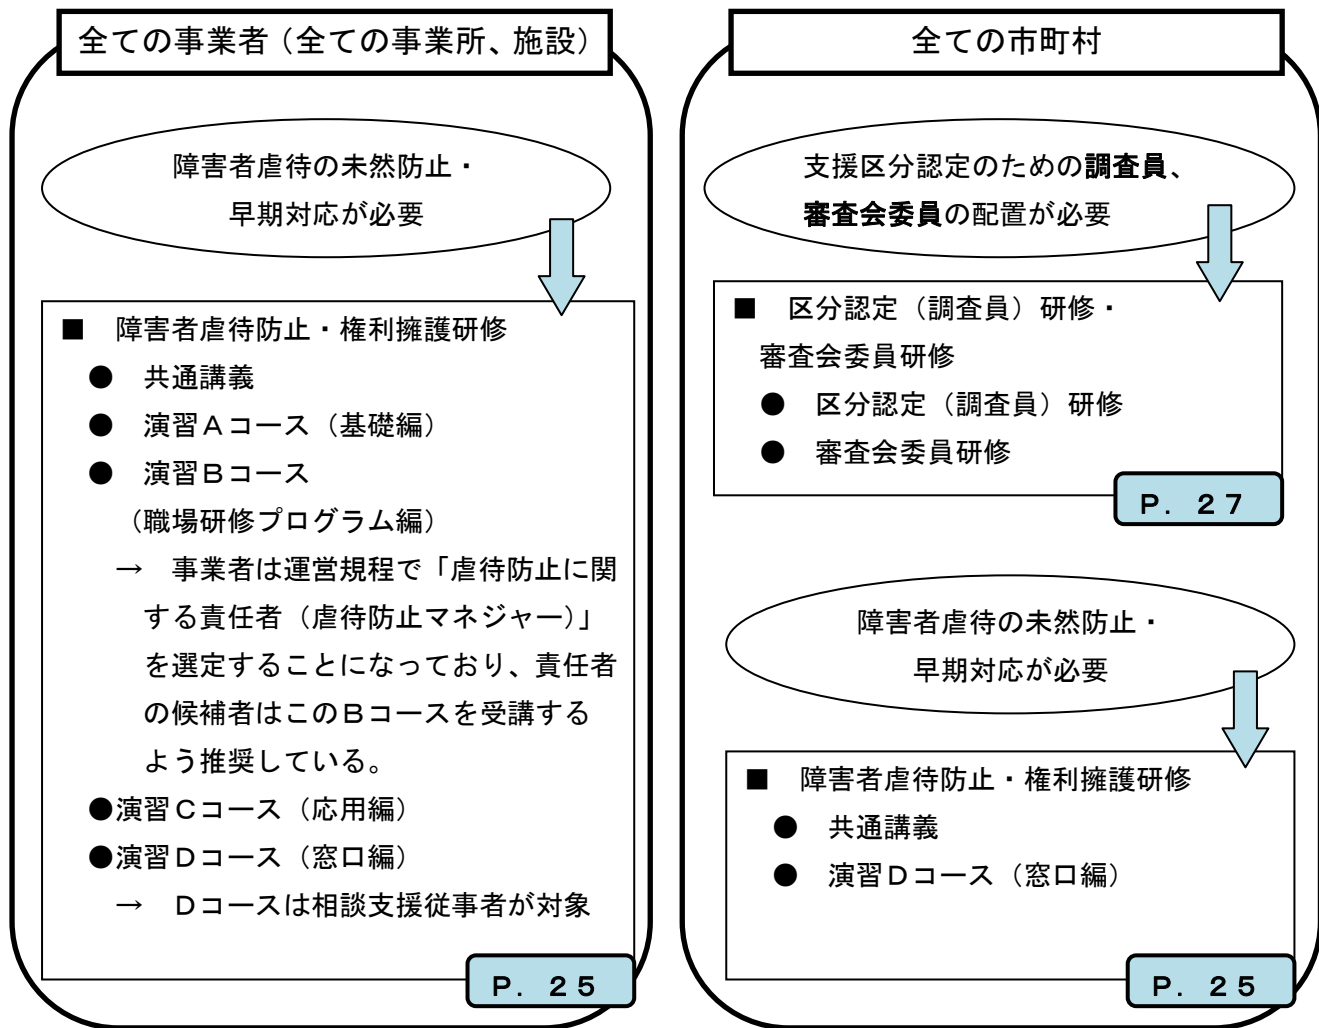 全ての事業者（全ての事業所、施設）
障害者虐待の未然防止・
早期対応が必要
■　障害者虐待防止・権利擁護研修
●　共通講義
●　演習Ａコース（基礎編）
●　演習Ｂコース
（職場研修プログラム編）
→　事業者は運営規程で「虐待防止に関
する責任者（虐待防止マネジャー）」
を選定することになっており、責任者
の候補者はこのＢコースを受講する
よう推奨している。
●演習Ｃコース（応用編）
●演習Ｄコース（窓口編）
→　Ｄコースは相談支援従事者が対象
Ｐ．２５
全ての市町村
支援区分認定のための調査員、
審査会委員の配置が必要
■　区分認定（調査員）研修・
審査会委員研修
●　区分認定（調査員）研修
●　審査会委員研修
Ｐ．２７
障害者虐待の未然防止・
早期対応が必要
■　障害者虐待防止・権利擁護研修
●　共通講義
●　演習Ｄコース（窓口編）
Ｐ．２５